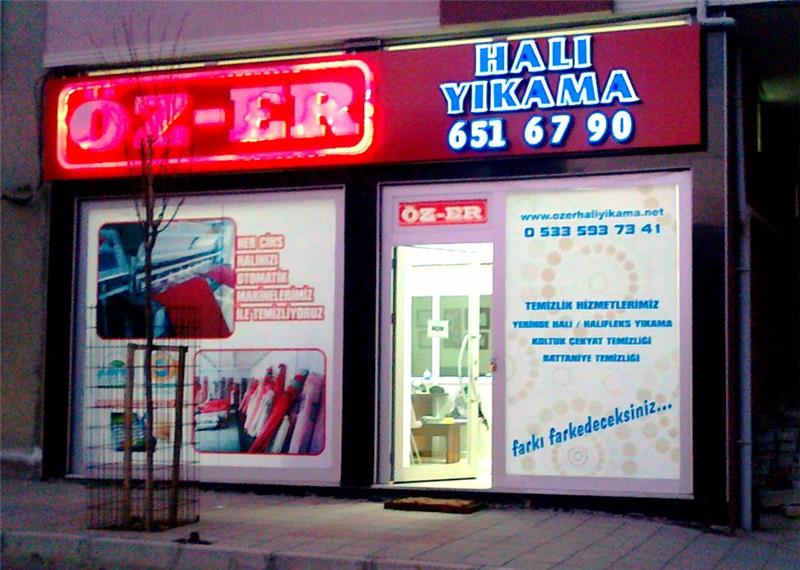 ÖZ-ER
HALI
YIKAMA
651 67 90
HER CİNS
HALINIZI
OTOMATİK
MAKİNELERİMİZ
İLE TEMİZLİYORUZ
ÖZ-ER
www.ozerhaliyikama.net
0 533 593 73 41
TEMİZLİK HİZMETLERİMİZ
YERİNDE HALI / HALIFLEKS YIKAMA
KOLTUK ÇEKYAT TEMİZLİĞİ
BATTANİYE TEMİZLİĞİ
farkı farkedeceksiniz...